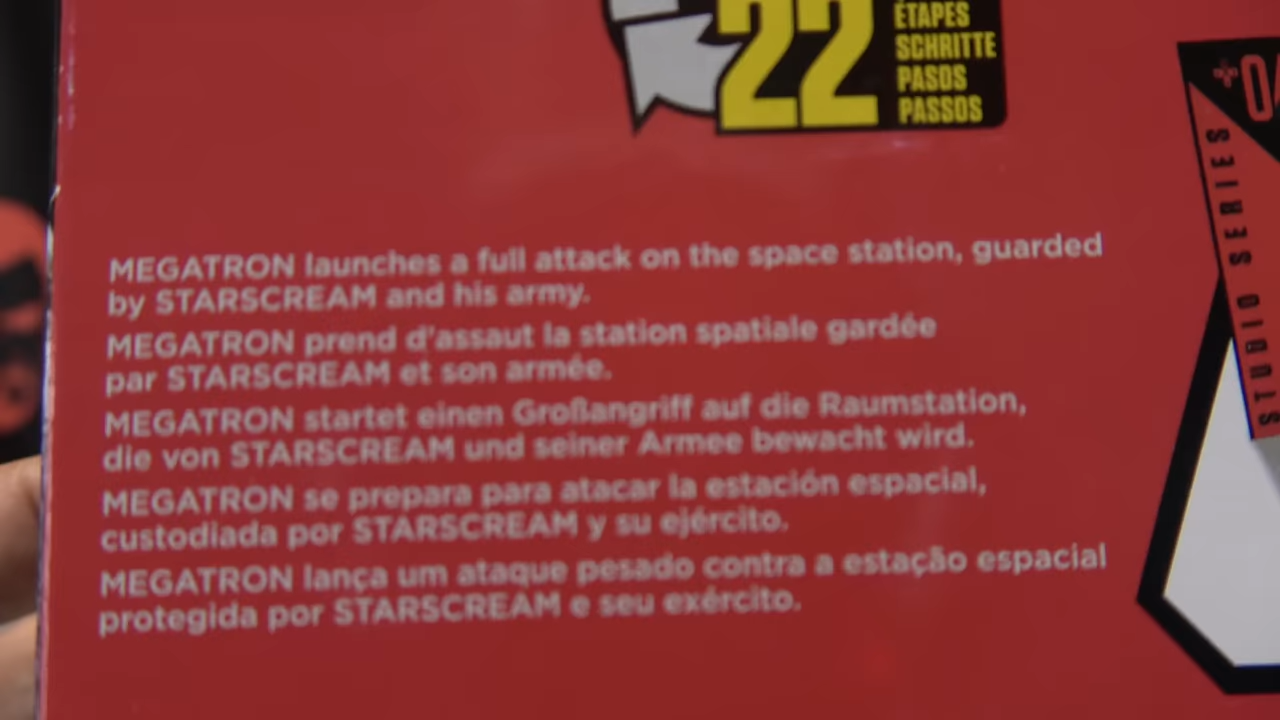 22
ÉTAPES
SCHRITTE
PASOS
PASSOS
STUDIO SERIES
MEGATRON launches a full attack on the space station, guarded
by STARSCREAM and his army.
MEGATRON prend d'assaut la station spatiale gardée
par STARSCREAM et son armée.
MEGATRON startet einen Großangriff auf die Raumstation,
die von STARSCREAM und seiner Armee bewacht wird.
MEGATRON se prepara para atacar la estación espacial,
custodiada por STARSCREAM y su ejército.
MEGATRON lança um ataque pesado contra a estação espacial
protegida por STARSCREAM e seu exército.